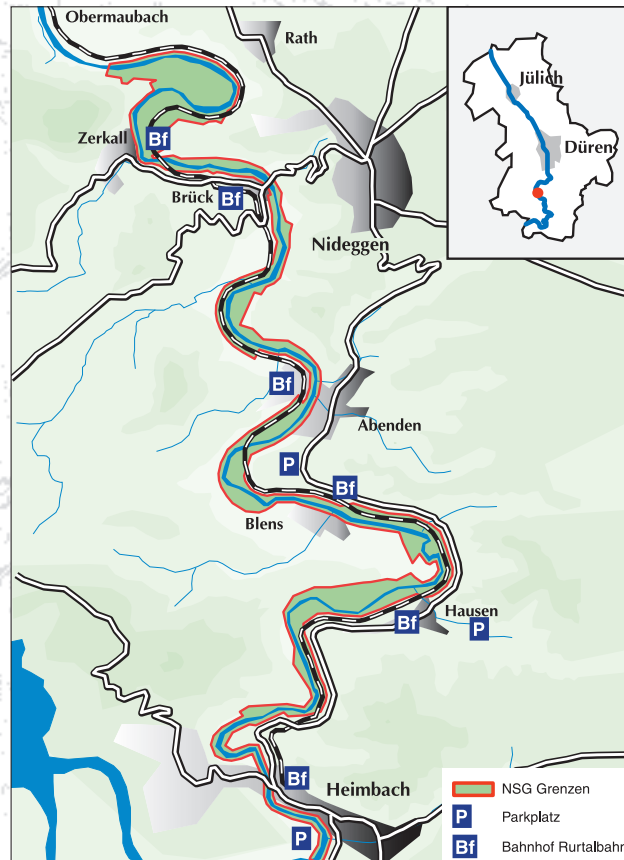 Obermaubach
Rath
Jülich
Zerkall
Bf
Düren
Brück
Bf
Nideggen
Bf
Abenden
P
Bf
Blens
Hausen
Bf
P
Bf
Heimbach
NSG Grenzen
P
P Parkplatz
Bf Bahnhof Rurtalbahn